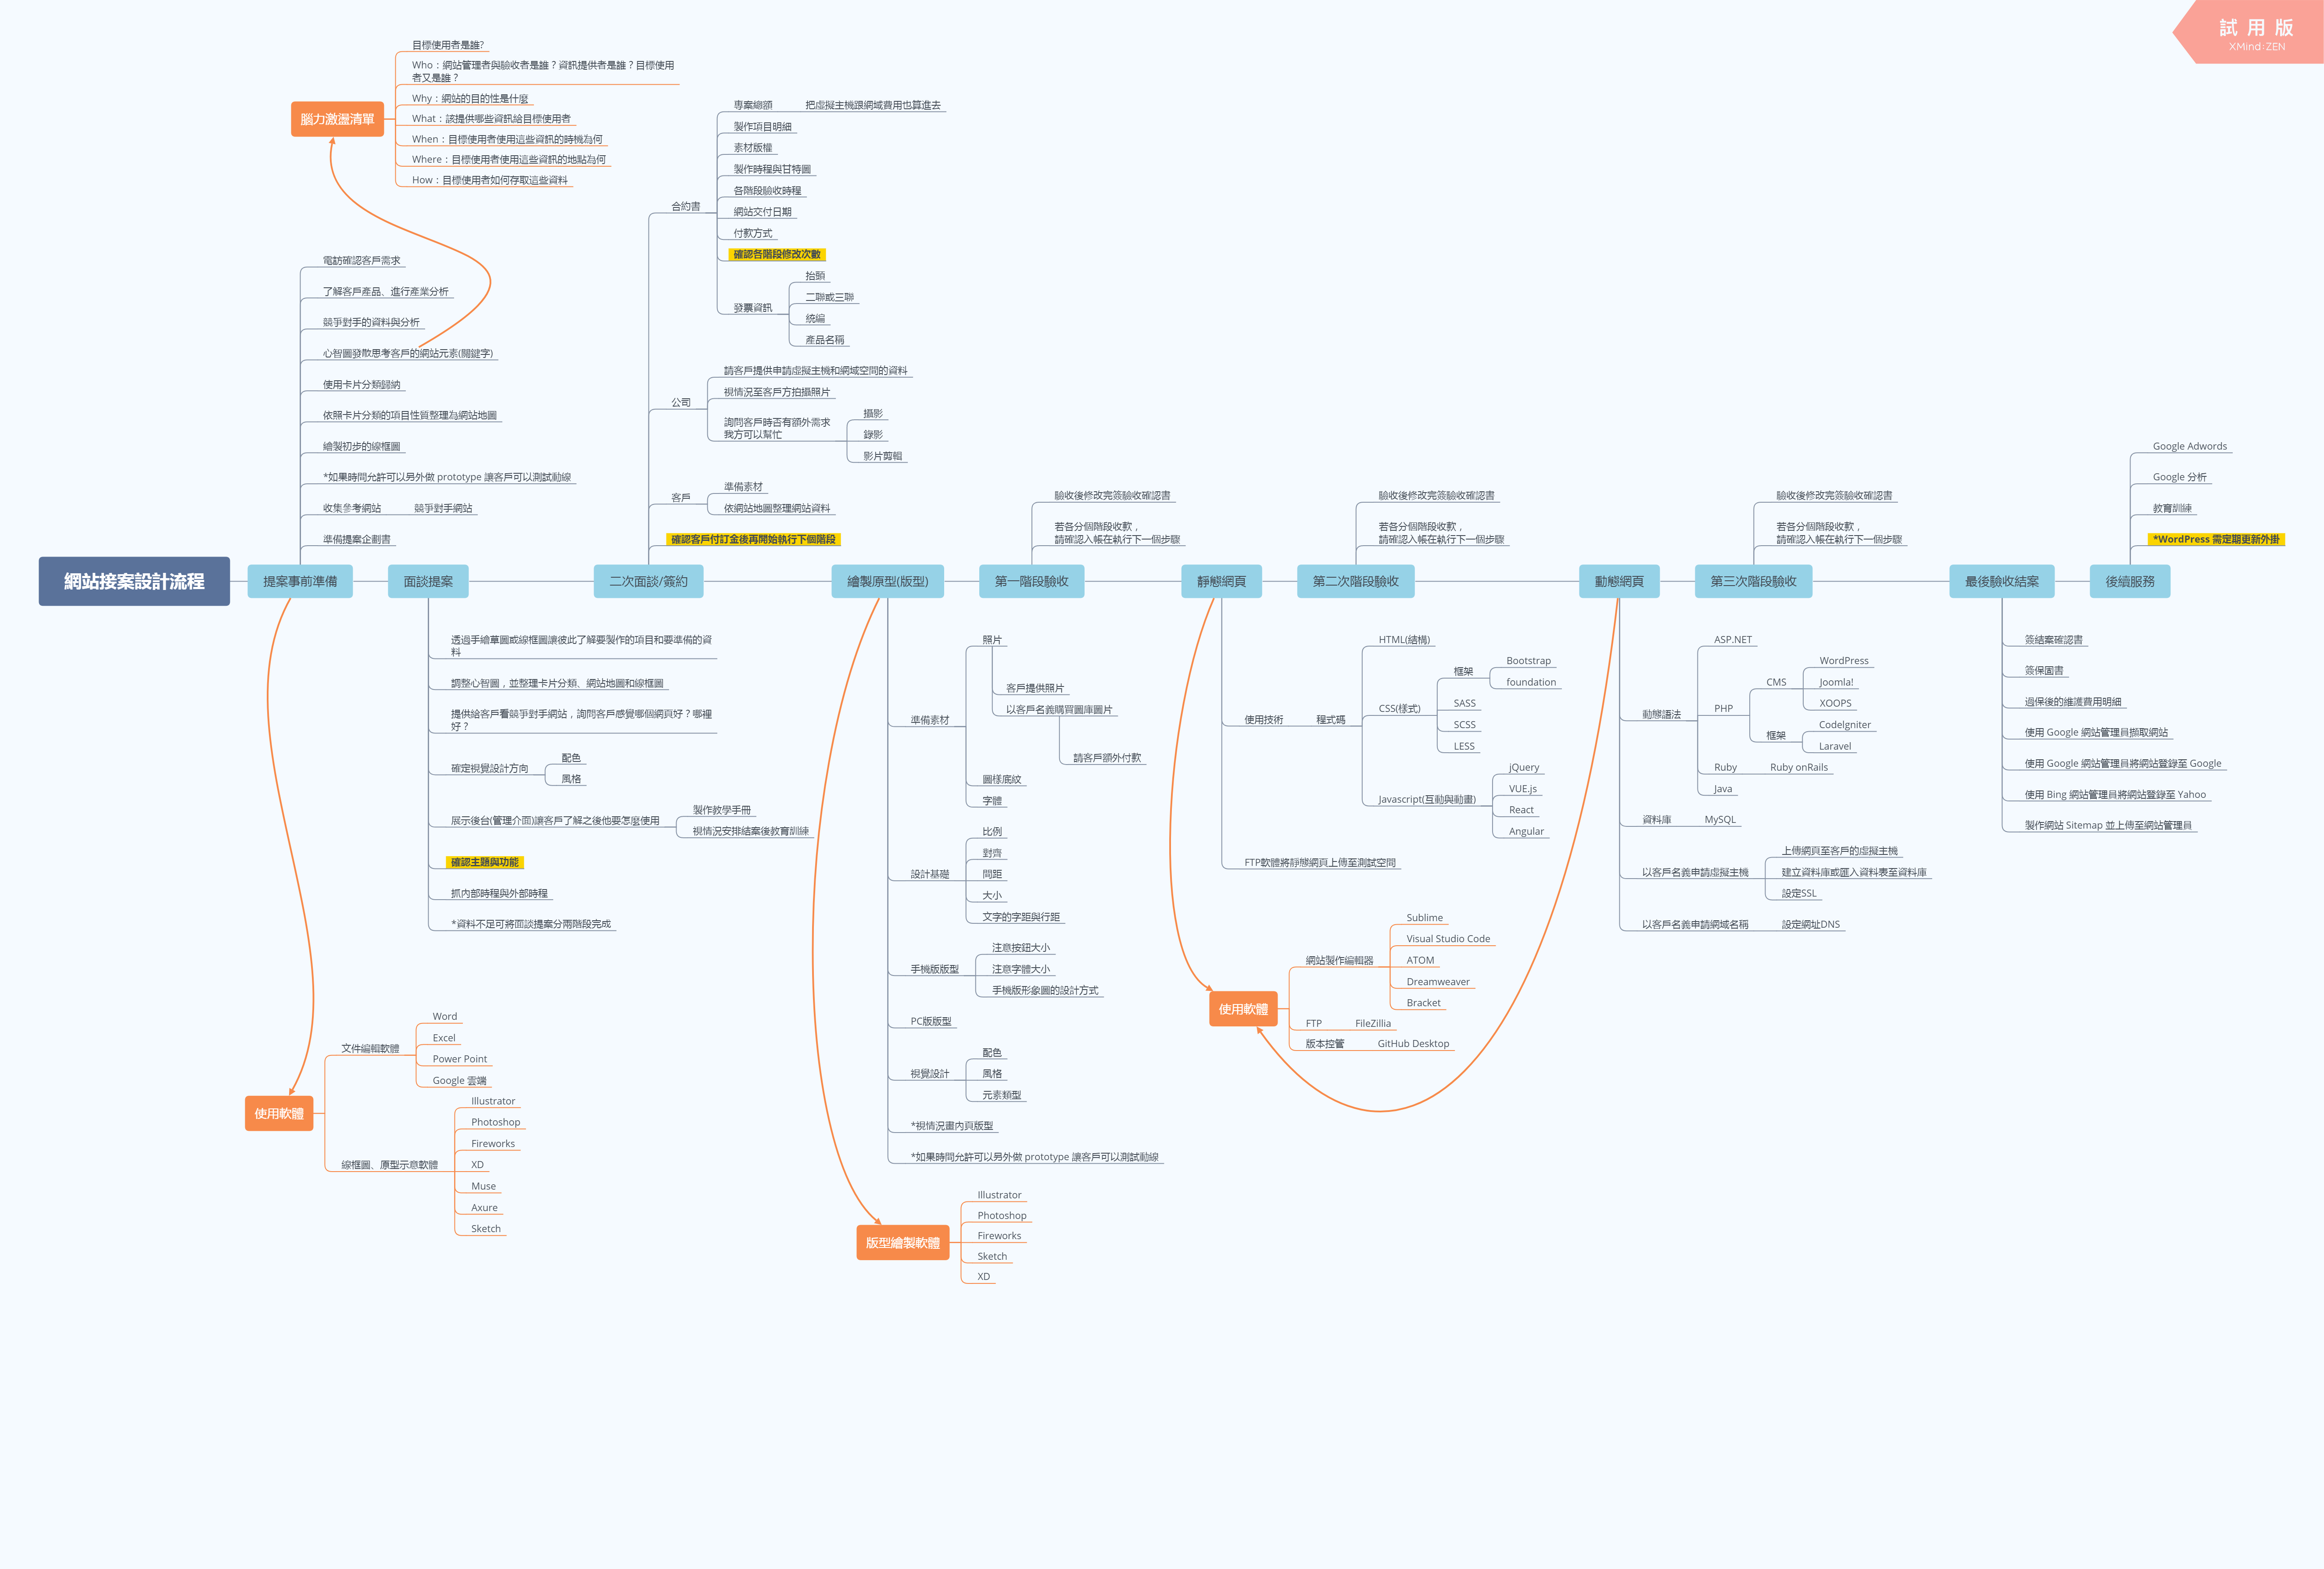 試用版
XMind:ZEN
腦力激盪清單
目標使用者是誰?
Who：網站管理者與驗收者是誰？資訊提供者是誰？目標使用
者又是誰？
Why：網站的目的性是什麼
What：該提供哪些資訊給目標使用者
When：目標使用者使用這些資訊的時機為何
Where：目標使用者使用這些資訊的地點為何
How：目標使用者如何存取這些資料
網站接案設計流程
提案事前準備
電訪確認客戶需求
了解客戶產品、進行產業分析
競爭對手的資料與分析
心智圖發散思考客戶的網站元素(關鍵字)
使用卡片分類歸納
依照卡片分類的項目性質整理為網站地圖
繪製初步的線框圖
*如果時間允許可以另外做 prototype 讓客戶可以測試動線
收集參考網站
競爭對手網站
準備提案企劃書
使用軟體
文件編輯軟體
Word
Excel
Power Point
Google 雲端
線框圖、原型示意軟體
Illustrator
Photoshop
Fireworks
XD
Muse
Axure
Sketch
面談提案
透過手繪草圖或線框圖讓彼此了解要製作的項目和要準備的資
料
調整心智圖，並整理卡片分類、網站地圖和線框圖
提供給客戶看競爭對手網站，詢問客戶感覺哪個網頁好？哪裡
好？
確定視覺設計方向
配色
風格
展示後台(管理介面)讓客戶了解之後他要怎麼使用
製作教學手冊
視情況安排結案後教育訓練
確認主題與功能
抓內部時程與外部時程
*資料不足可將面談提案分兩階段完成
二次面談/簽約
合約書
專案總額
把虛擬主機跟網域費用也算進去
製作項目明細
素材版權
製作時程與甘特圖
各階段驗收時程
網站交付日期
付款方式
確認各階段修改次數
發票資訊
抬頭
二聯或三聯
統編
產品名稱
公司
請客戶提供申請虛擬主機和網域空間的資料
視情況至客戶方拍攝照片
詢問客戶時否有額外需求
我方可以幫忙
攝影
錄影
影片剪輯
客戶
準備素材
依網站地圖整理網站資料
確認客戶付訂金後再開始執行下個階段
繪製原型(版型)
準備素材
照片
客戶提供照片
以客戶名義購買圖庫圖片
請客戶額外付款
圖樣底紋
字體
設計基礎
比例
對齊
間距
大小
文字的字距與行距
手機版版型
注意按鈕大小
注意字體大小
手機版形象圖的設計方式
PC版版型
視覺設計
配色
風格
元素類型
*視情況畫內頁版型
*如果時間允許可以另外做 prototype 讓客戶可以測試動線
版型繪製軟體
Illustrator
Photoshop
Fireworks
Sketch
XD
第一階段驗收
驗收後修改完簽驗收確認書
若各分個階段收歉，
請確認入帳在執行下一個步驟
靜態網頁
使用技術
程式碼
HTML(結構)
CSS(樣式)
框架
Bootstrap
foundation
SASS
SCSS
LESS
Javascript(互動與動畫)
jQuery
VUE.js
React
Angular
FTP軟體將靜態網頁上傳至測試空間
使用軟體
網站製作編輯器
Sublime
Visual Studio Code
ATOM
Dreamweaver
Bracket
FTP
FileZillia
版本控管
GitHub Desktop
第二次階段驗收
驗收後修改完簽驗收確認書
若各分個階段收歉，
請確認入帳在執行下一個步驟
動態網頁
動態語法
ASP.NET
PHP
CMS
WordPress
Joomla!
XOOPS
框架
CodeIgniter
Laravel
Ruby
Ruby onRails
Java
資料庫
MySQL
以客戶名義申請虛擬主機
上傳網頁至客戶的虛擬主機
建立資料庫或匯入資料表至資料庫
設定SSL
以客戶名義申請網域名稱
設定網址DNS
第三次階段驗收
驗收後修改完簽驗收確認書
若各分個階段收歉，
請確認入帳在執行下一個步驟
最後驗收結案
簽結案確認書
簽保固書
過保後的維護費用明細
使用 Google 網站管理員擷取網站
使用 Google 網站管理員將網站登錄至 Google
使用 Bing 網站管理員將網站登錄至 Yahoo
製作網站 Sitemap 並上傳至網站管理員
後續服務
Google Adwords
Google 分析
教育訓練
*WordPress 需定期更新外掛